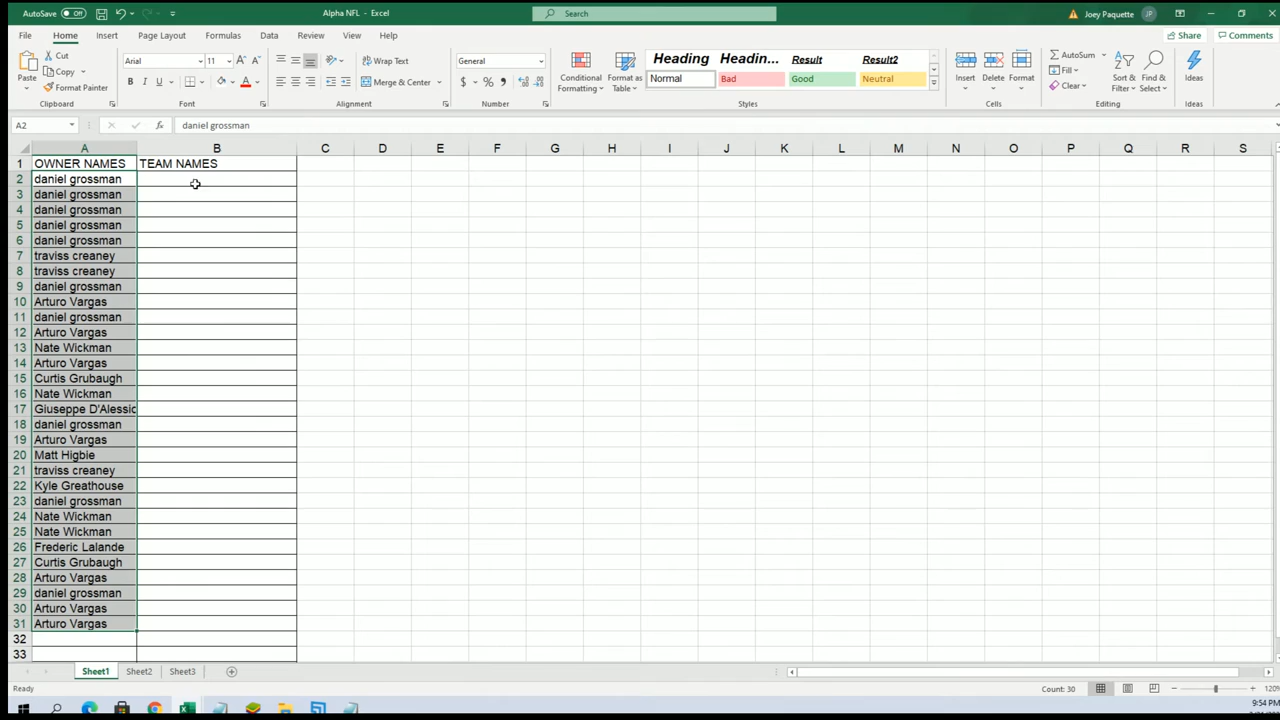 AutoSave Off Alpha NFL - Excel Search Joey Paquette JP
File Home Insert Page Layout Formulas Data Review View Help Share Comments
Paste Cut Copy Format Painter Clipboard
Arial 11 A A B I U A Font
Wrap Text Merge & Center Alignment
General $ % , Number
Conditional Formatting Format as Table
Heading Headin... Result Result2
Normal Bad Good Neutral
Styles
Insert Delete Format Cells
AutoSum Fill Clear Sort & Filter Find & Select Editing
Ideas Ideas
A2 fx daniel grossman
A B C D E F G H I J K L M N O P Q R S
1 OWNER NAMES TEAM NAMES
2 daniel grossman
3 daniel grossman
4 daniel grossman
5 daniel grossman
6 daniel grossman
7 traviss creaney
8 traviss creaney
9 daniel grossman
10 Arturo Vargas
11 daniel grossman
12 Arturo Vargas
13 Nate Wickman
14 Arturo Vargas
15 Curtis Grubaugh
16 Nate Wickman
17 Giuseppe D'Alessic
18 daniel grossman
19 Arturo Vargas
20 Matt Higbie
21 traviss creaney
22 Kyle Greathouse
23 daniel grossman
24 Nate Wickman
25 Nate Wickman
26 Frederic Lalande
27 Curtis Grubaugh
28 Arturo Vargas
29 daniel grossman
30 Arturo Vargas
31 Arturo Vargas
32
33
Sheet1 Sheet2 Sheet3
Ready Count: 30 120%
9:54 PM